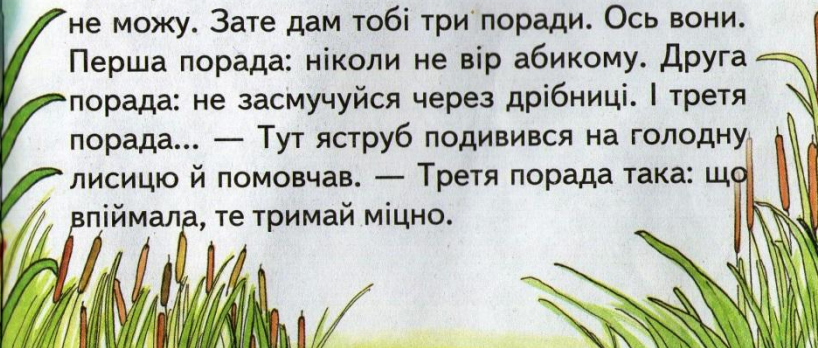 не можу. Зате дам тобі три поради. Ось вони.
Перша порада: ніколи не вір абикому. Друга
порада: не засмучуйся через дрібниці. І третя
порада... — Тут яструб подивився на голодну
лисицю й помовчав. — Третя порада така: що
впіймала, те тримай міцно.